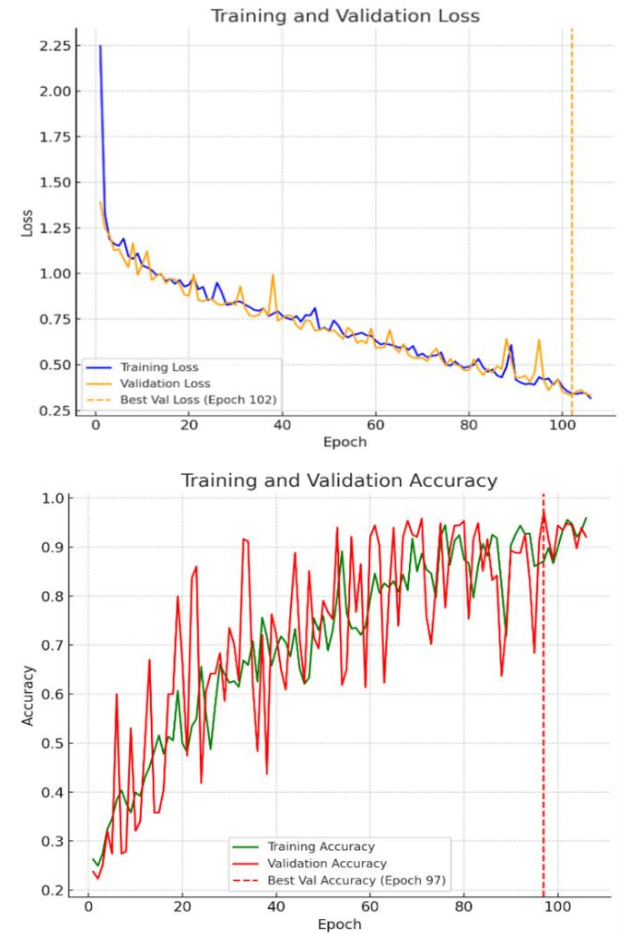 Training and Validation Loss
2.25
2.00
1.75
1.50
1.25
1.00
0.75
0.50
0.25
Loss
Training Loss
Validation Loss
Best Val Loss (Epoch 102)
0 20 40 60 80 100
Epoch
Training and Validation Accuracy
1.0
0.9
0.8
0.7
0.6
0.5
0.4
0.3
0.2
Accuracy
Training Accuracy
Validation Accuracy
Best Val Accuracy (Epoch 97)
0 20 40 60 80 100
Epoch